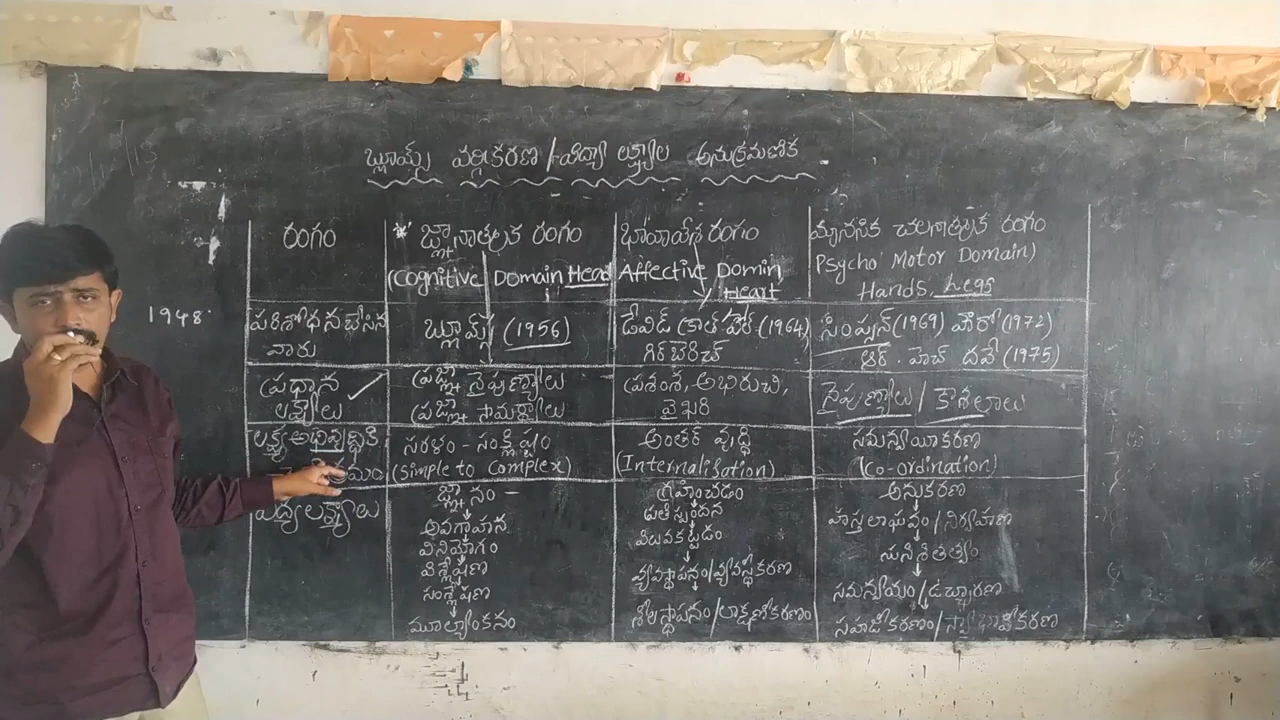 బ్లూమ్స్ వర్గీకరణ / విద్యా లక్ష్యాల అనుక్రమణిక
రంగం
* జ్ఞానాత్మక రంగం
(Cognitive Domain Head
భావావేశ రంగం
Affective Domin
Heart
మానసిక చలనాత్మక రంగం
Psycho Motor Domain)
Hands, Legs
1948.
పరిశోధన చేసిన
వారు
బ్లూమ్స్ (1956)
డేవిడ్ క్రాత్ హోల్ (1964)
సింప్సన్ (1969) హారో (1972)
ఆర్. హెచ్ దవే (1975)
ప్రధాన
లక్ష్యాలు
ప్రజ్ఞా నైపుణ్యాలు
ప్రజ్ఞా సామర్థ్యాలు
ప్రశంస, అభిరుచి,
వైఖరి
నైపుణ్యాలు / కౌశలాలు
లక్ష్య అభివృద్ధికి
సరళం - సంక్లిష్టం
(Simple to Complex)
అంతర వృద్ధి
(Internalisation)
సమన్వయీకరణ
(Co-ordination)
విద్యా లక్ష్యాలు
జ్ఞానం -
అవగాహన
వినియోగం
విశ్లేషణ
సంశ్లేషణ
మూల్యాంకనం
గ్రహించడం
ప్రతిస్పందన
విలువకట్టడం
వ్యవస్థాపనం/వ్యవస్థీకరణ
శీలస్థాపనం/లాక్షణీకరణం
అనుకరణ
హస్తలాఘవం/నిర్వహణ
సునిశితత్వం
సమన్వయం/ఉచ్చారణ
సహజీకరణం/స్వాభావీకరణ